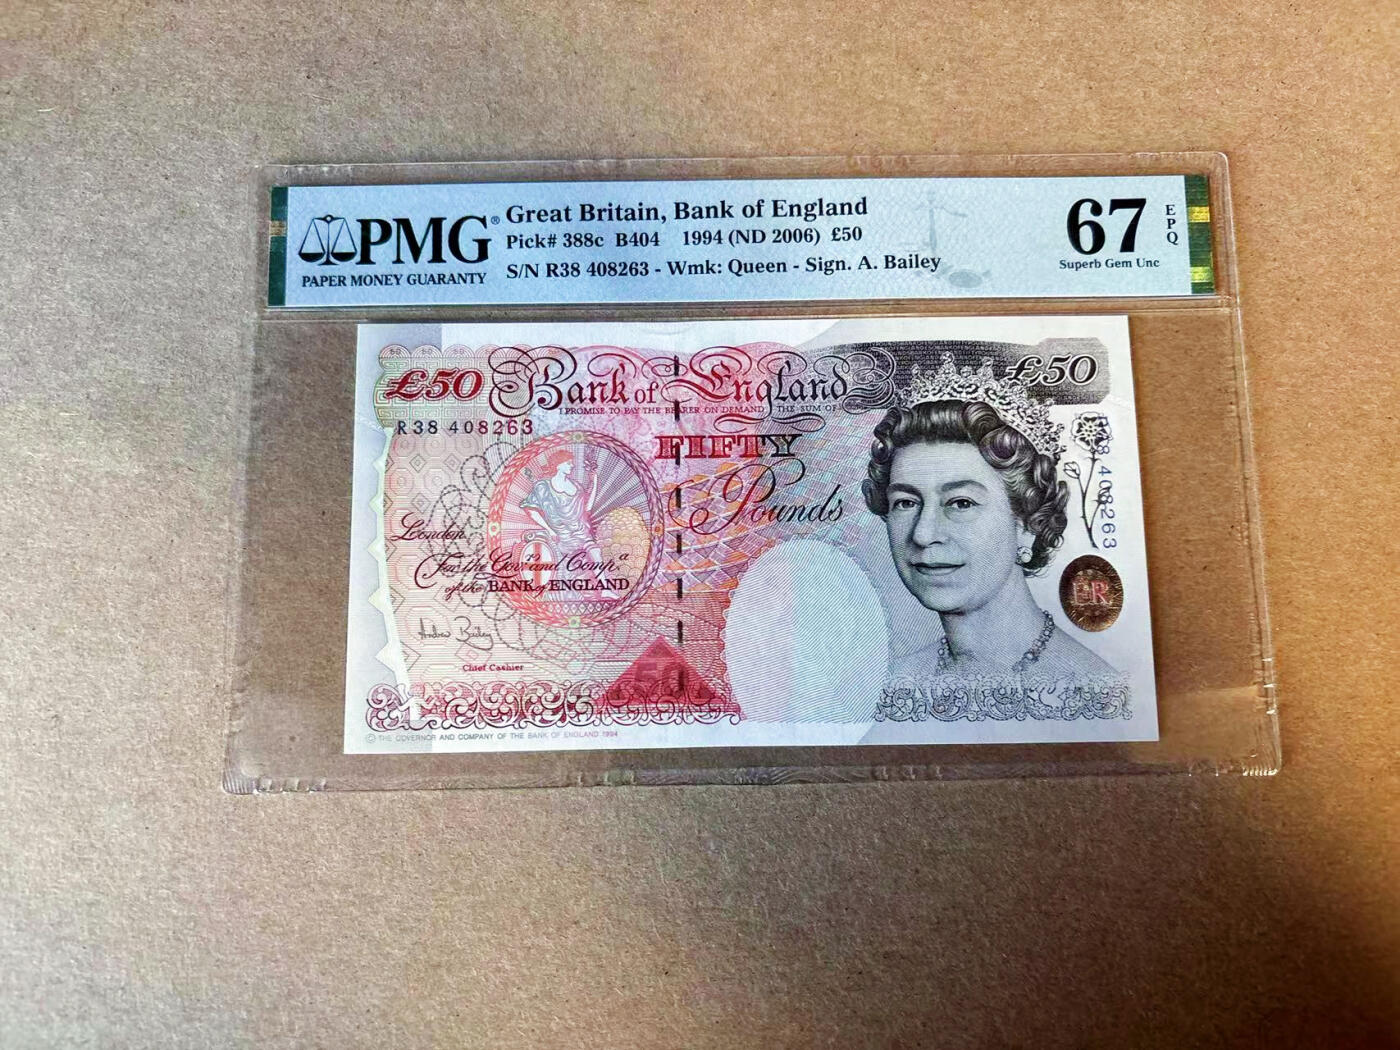 PMG®
PAPER MONEY GUARANTY
Great Britain, Bank of England
Pick# 388c B404 1994 (ND 2006) £50
S/N R38 408263 - Wmk: Queen - Sign. A. Bailey
67
EPQ
Superb Gem Unc
£50 Bank of England £50
I PROMISE TO PAY THE BEARER ON DEMAND THE SUM OF
R38 408263
FIFTY
Pounds
R38 408263
London
For the Govr. and Compa.
of the BANK of ENGLAND
ER
Andrew Bailey
Chief Cashier
50
© THE GOVERNOR AND COMPANY OF THE BANK OF ENGLAND 1994